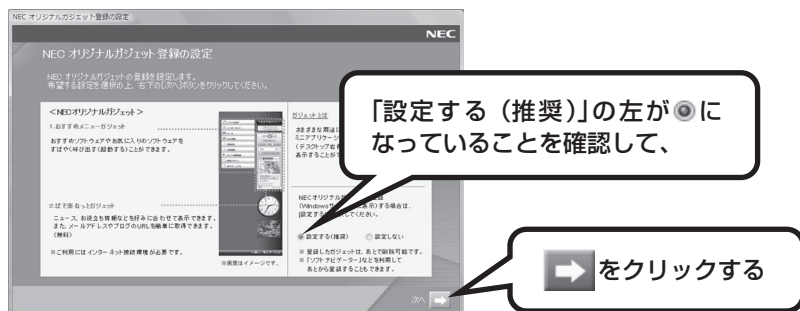 NEC オリジナルガジェット登録の設定
NEC
NEC オリジナルガジェット登録の設定
NEC オリジナルガジェットの登録を設定します。
希望する設定を選択の上、右下の[次へ]ボタンをクリックしてください。
＜NECオリジナルガジェット＞
1.おすすめメニューガジェット
おすすめソフトウェアやお気に入りのソフトウェアを
すばやく呼び出す(起動する)ことができます。
2.ぱそ楽ねっとガジェット
ニュース、お役立ち情報などを好みに合わせて表示できます。
また、メールアドレスやブログのURLを簡単に取得できます。
(無料)
※ご利用にはインターネット接続環境が必要です。
※画面はイメージです。
ガジェットとは
さまざまな用途に
ミニアプリケーシ
(デスクトップ右
表示することが
NECオリジナルガジェット登録
(Windowsサ
設定する(推奨)
設定しない
※ 登録したガジェットは、あとで削除可能です。
※「ソフトナビゲーター」などを利用して
あとから登録することもできます。
次へ
「設定する（推奨）」の左が◉に
なっていることを確認して、
をクリックする